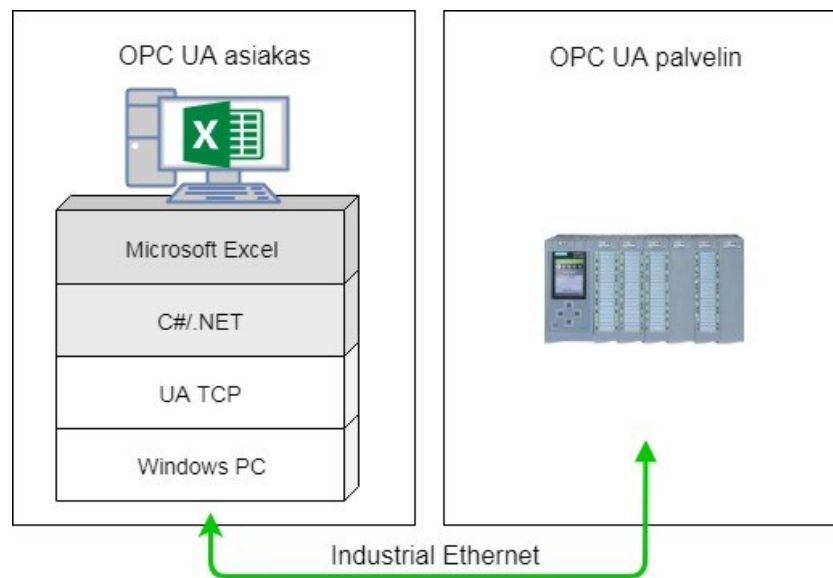 OPC UA asiakas
OPC UA palvelin
X
Microsoft Excel
C#/.NET
UA TCP
Windows PC
Industrial Ethernet